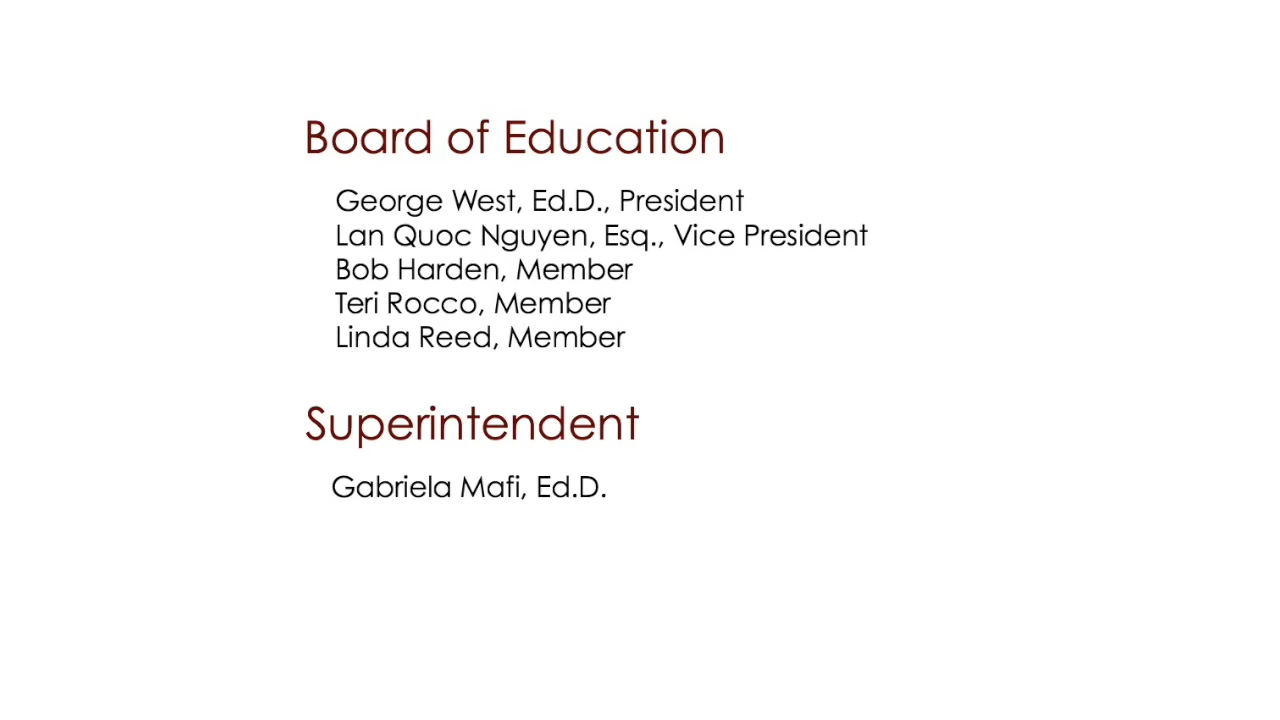 Board of Education
George West, Ed.D., President
Lan Quoc Nguyen, Esq., Vice President
Bob Harden, Member
Teri Rocco, Member
Linda Reed, Member
Superintendent
Gabriela Mafi, Ed.D.